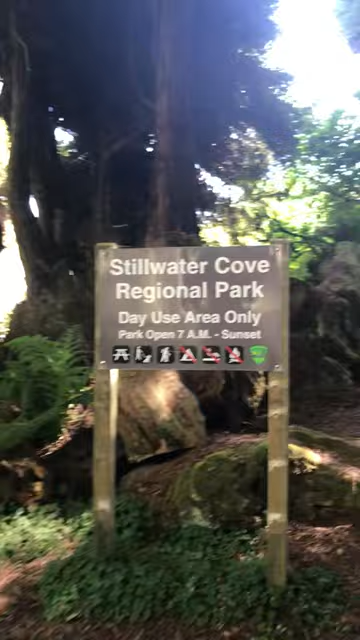 Stillwater Cove
Regional Park
Day Use Area Only
Park Open 7 A.M. - Sunset